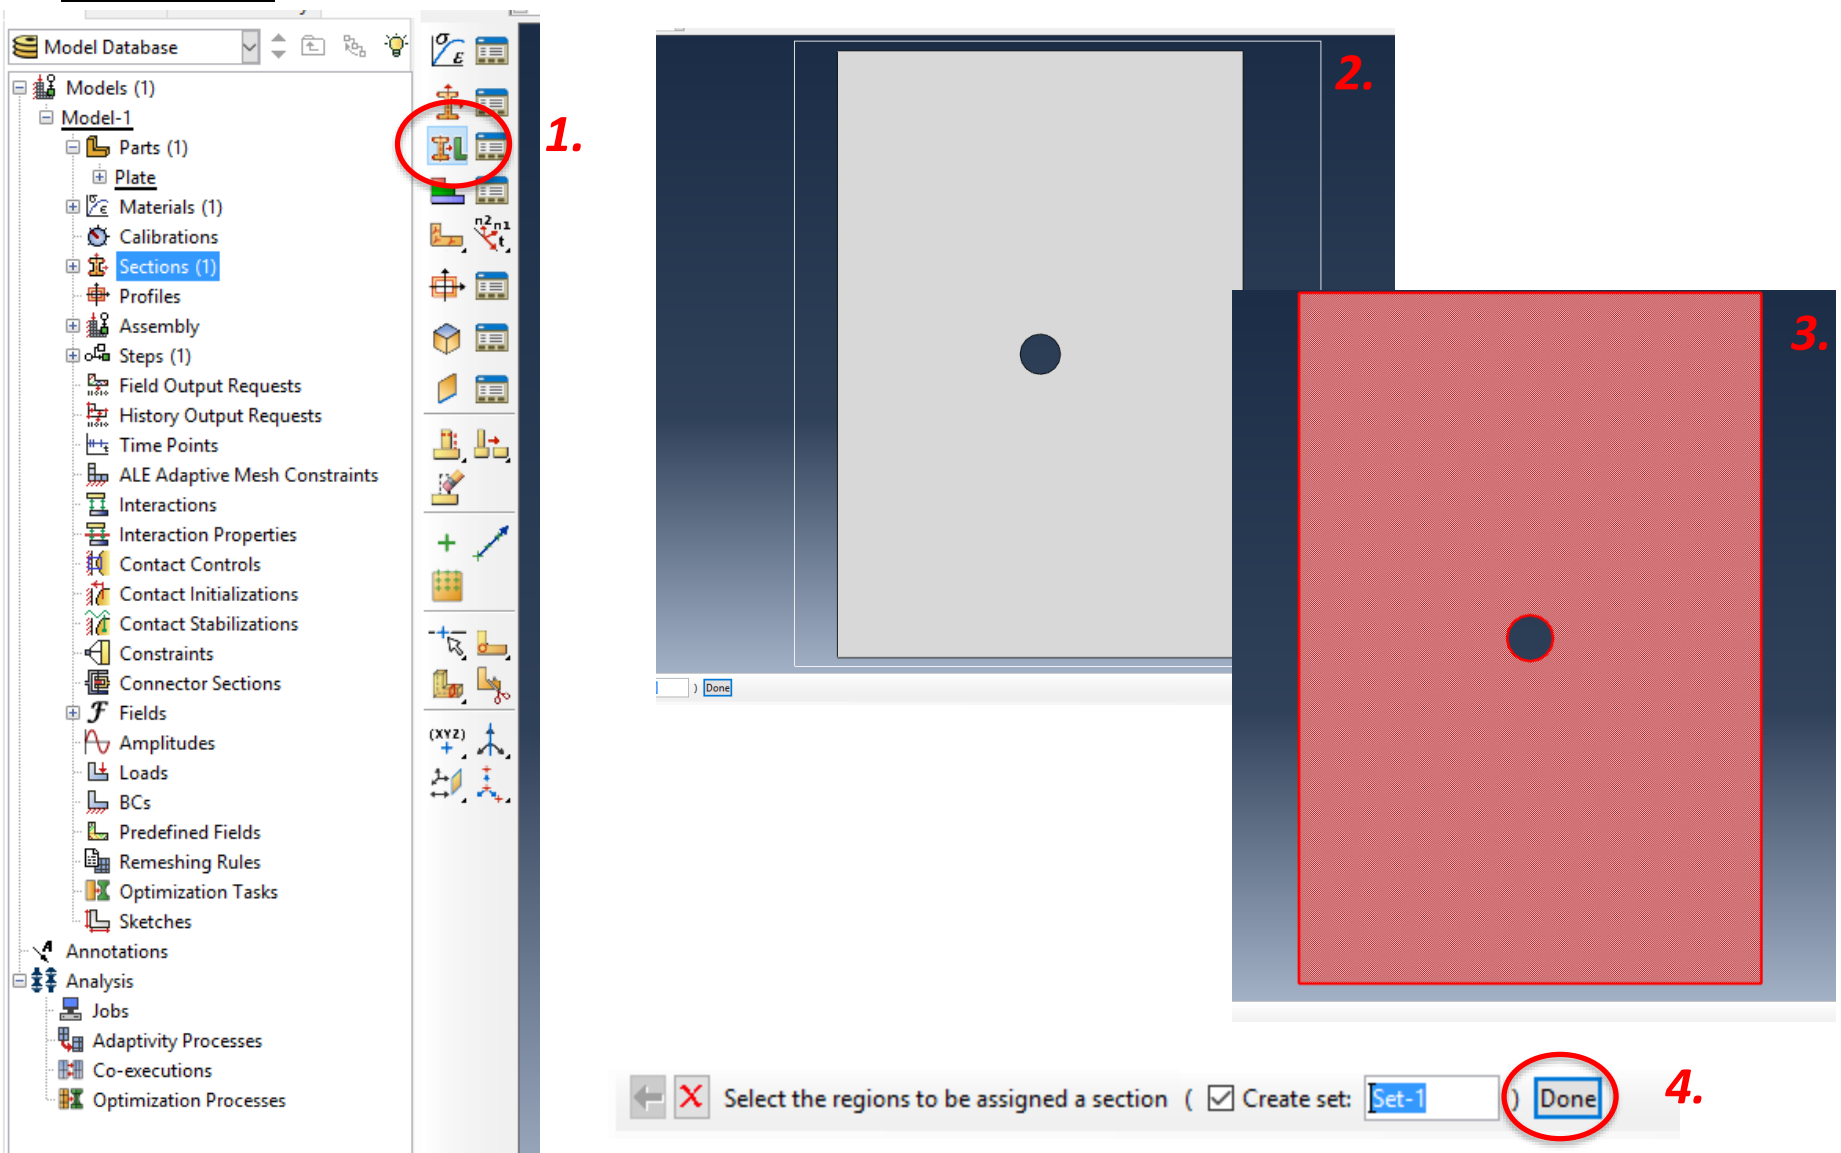 Model Database
Models (1)
Model-1
Parts (1)
Plate
Materials (1)
Calibrations
Sections (1)
Profiles
Assembly
Steps (1)
Field Output Requests
History Output Requests
Time Points
ALE Adaptive Mesh Constraints
Interactions
Interaction Properties
Contact Controls
Contact Initializations
Contact Stabilizations
Constraints
Connector Sections
Fields
Amplitudes
Loads
BCs
Predefined Fields
Remeshing Rules
Optimization Tasks
Sketches
Annotations
Analysis
Jobs
Adaptivity Processes
Co-executions
Optimization Processes
σ ε
n2 n1
t
(XYZ)
1.
2.
) Done
3.
Select the regions to be assigned a section ( Create set: Set-1 ) Done
4.